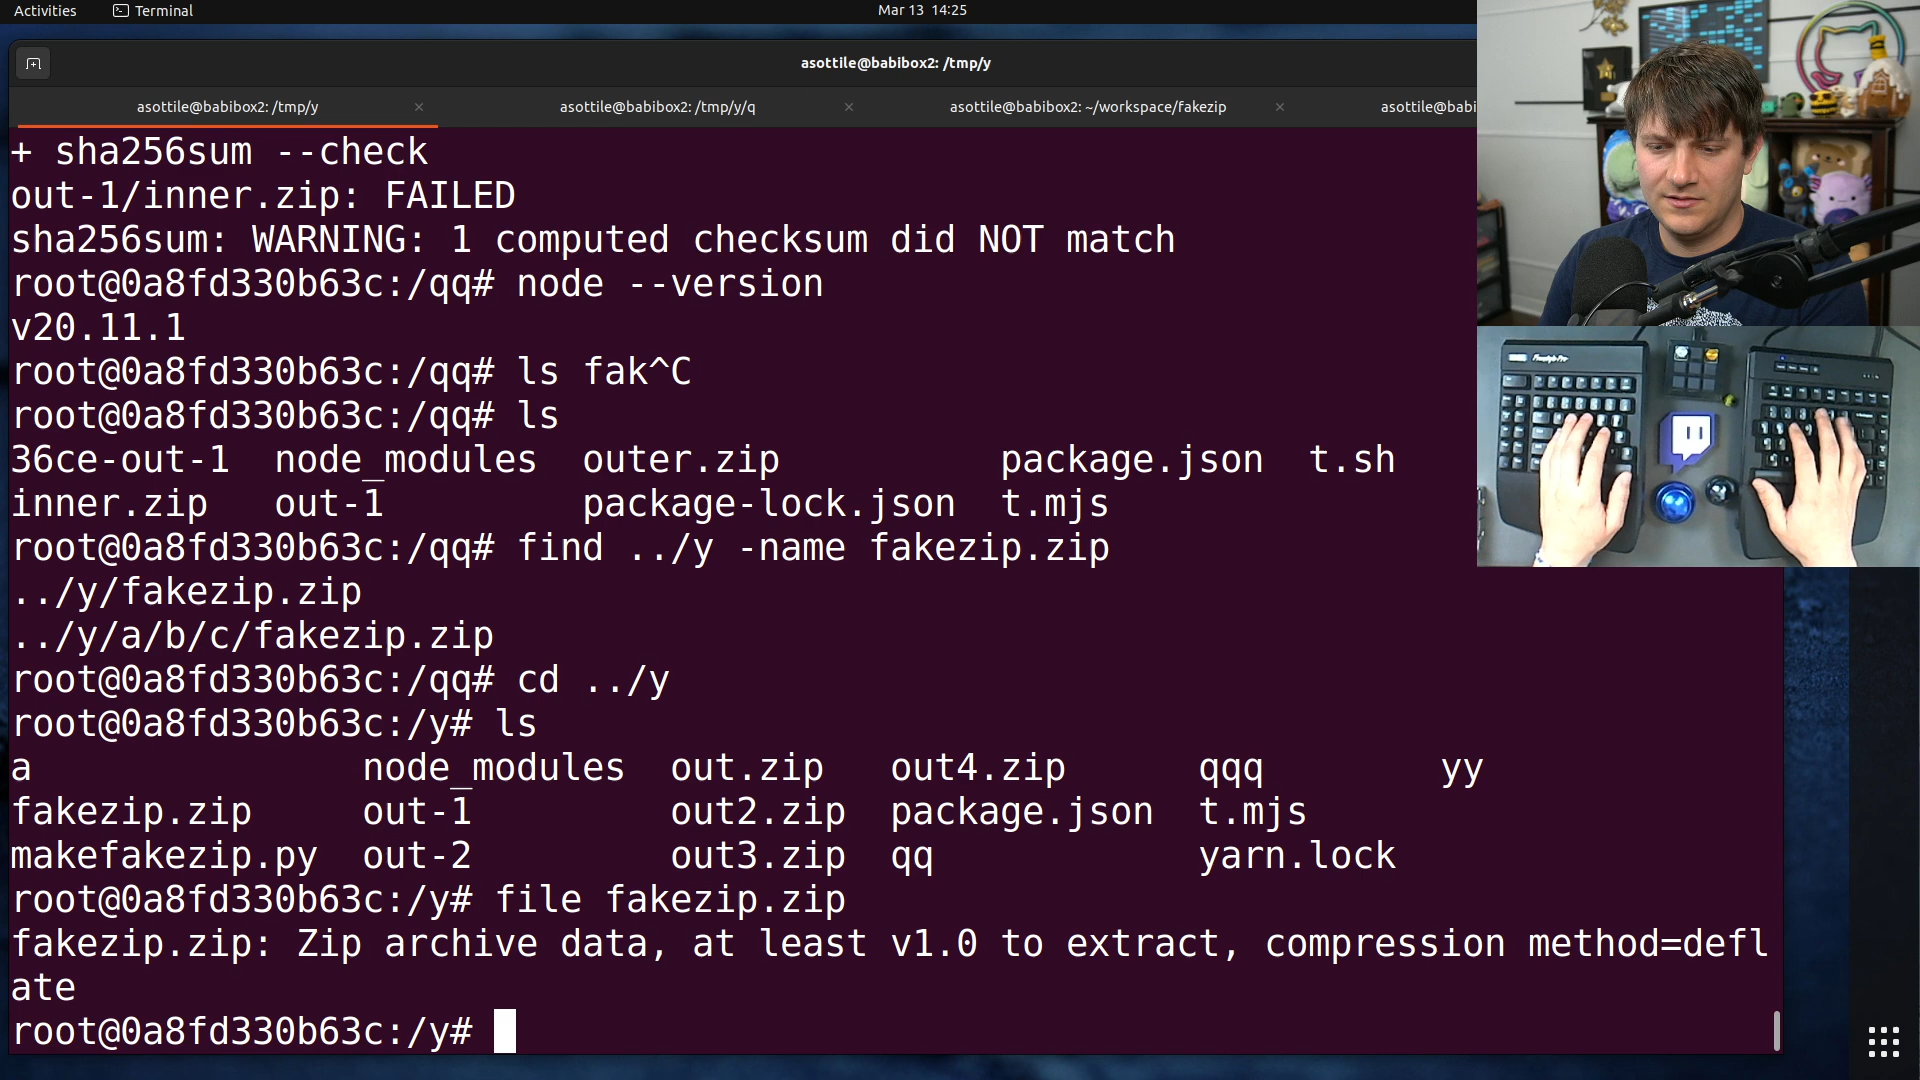 Activities
Terminal
Mar 13 14:25
asottile@babibox2: /tmp/y
asottile@babibox2: /tmp/y
asottile@babibox2: /tmp/y/q
asottile@babibox2: ~/workspace/fakezip
asottile@babi
+ sha256sum --check
out-1/inner.zip: FAILED
sha256sum: WARNING: 1 computed checksum did NOT match
root@0a8fd330b63c:/qq# node --version
v20.11.1
root@0a8fd330b63c:/qq# ls fak^C
root@0a8fd330b63c:/qq# ls
36ce-out-1 node_modules outer.zip package.json t.sh
inner.zip out-1 package-lock.json t.mjs
root@0a8fd330b63c:/qq# find ../y -name fakezip.zip
../y/fakezip.zip
../y/a/b/c/fakezip.zip
root@0a8fd330b63c:/qq# cd ../y
root@0a8fd330b63c:/y# ls
a node_modules out.zip out4.zip qqq yy
fakezip.zip out-1 out2.zip package.json t.mjs
makefakezip.py out-2 out3.zip qq yarn.lock
root@0a8fd330b63c:/y# file fakezip.zip
fakezip.zip: Zip archive data, at least v1.0 to extract, compression method=defl
ate
root@0a8fd330b63c:/y#